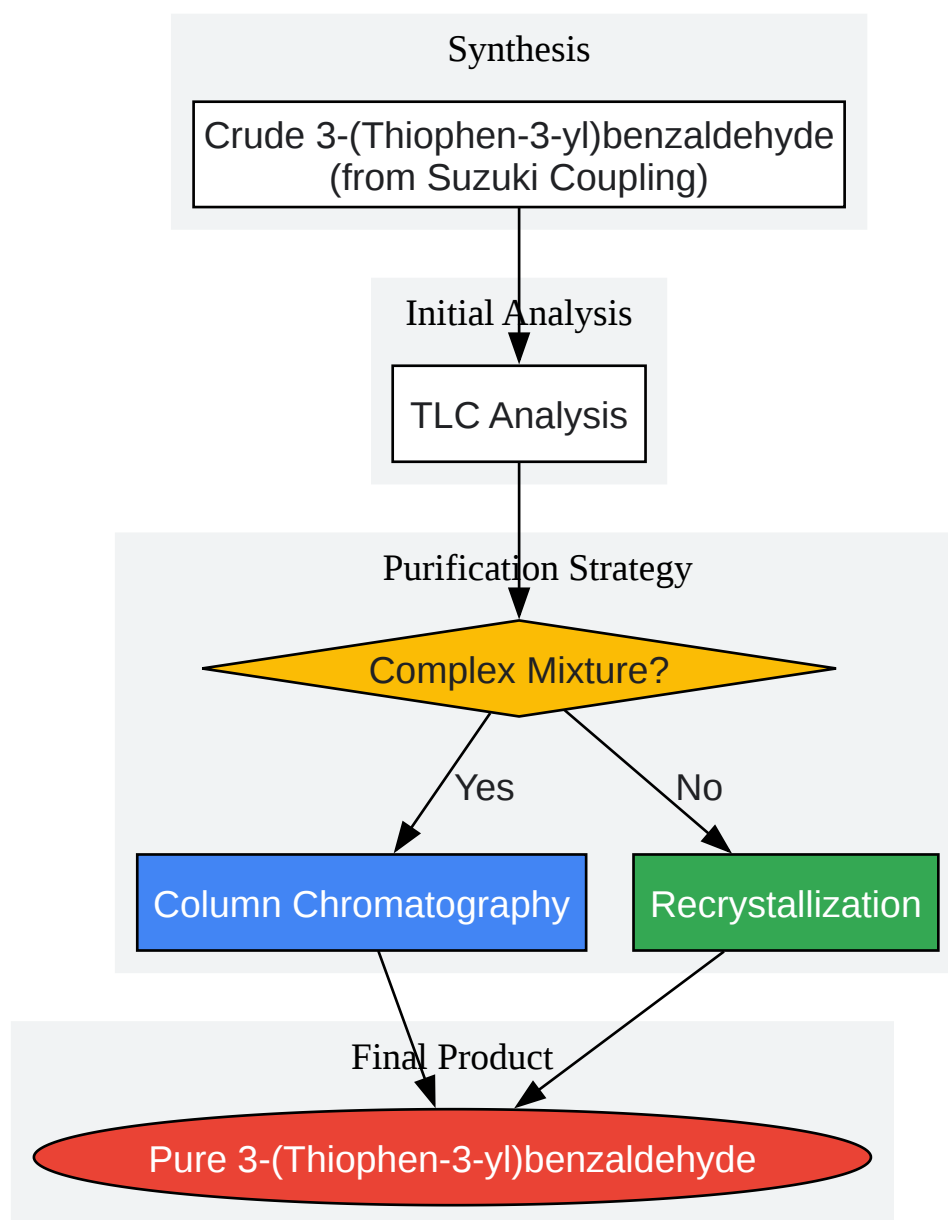 Synthesis
Crude 3-(Thiophen-3-yl)benzaldehyde
(from Suzuki Coupling)
Initial Analysis
TLC Analysis
Purification Strategy
Complex Mixture?
Yes
No
Column Chromatography
Recrystallization
Final Product
Pure 3-(Thiophen-3-yl)benzaldehyde